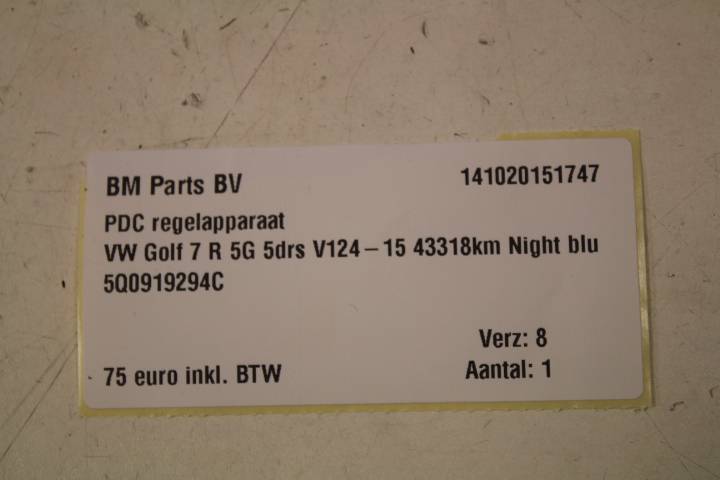 BM Parts BV 141020151747
PDC regelapparaat
VW Golf 7 R 5G 5drs V124-15 43318km Night blu
5Q0919294C
Verz: 8
75 euro inkl. BTW Aantal: 1